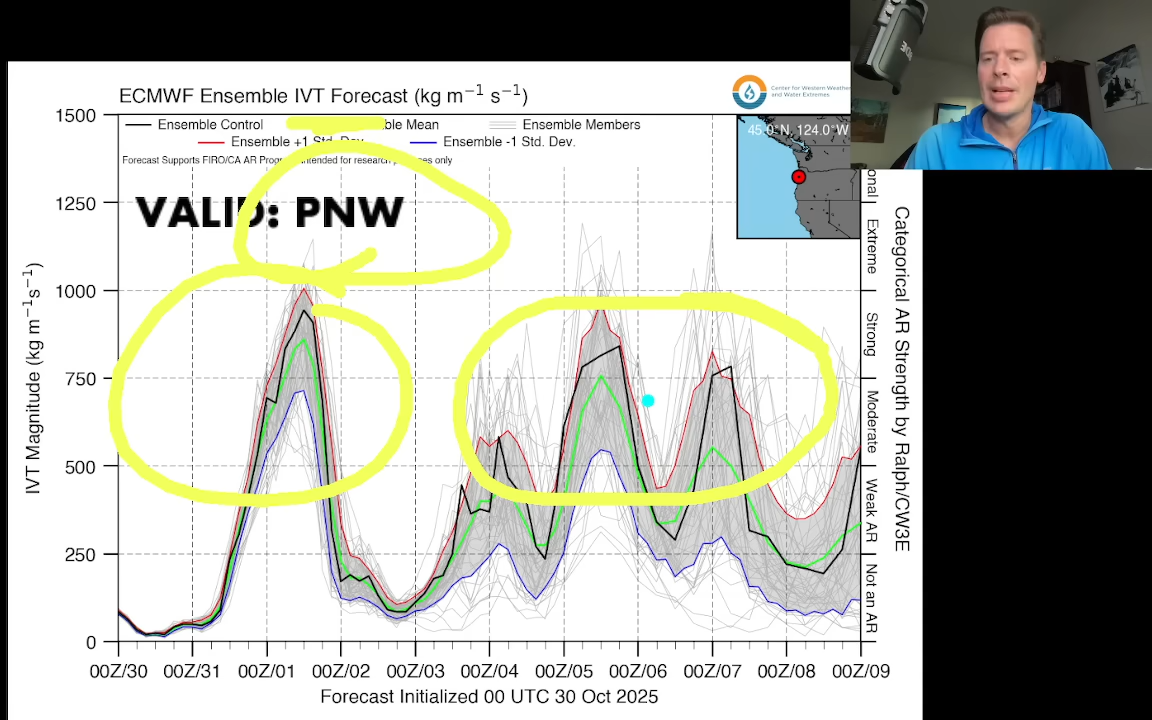 ECMWF Ensemble IVT Forecast (kg m⁻¹ s⁻¹)
Center for Western Weather
and Water Extremes
Ensemble Control
ble Mean
Ensemble Members
Ensemble +1 Std. Dev.
Ensemble -1 Std. Dev.
Forecast Supports FIRO/CA AR Program intended for research purposes only
45.0°N, 124.0°W
VALID: PNW
IVT Magnitude (kg m⁻¹s⁻¹)
1500
1250
1000
750
500
250
0
00Z/30 00Z/31 00Z/01 00Z/02 00Z/03 00Z/04 00Z/05 00Z/06 00Z/07 00Z/08 00Z/09
Forecast Initialized 00 UTC 30 Oct 2025
onal
Extreme
Strong
Moderate
Weak AR
Not an AR
Categorical AR Strength by Ralph/CW3E